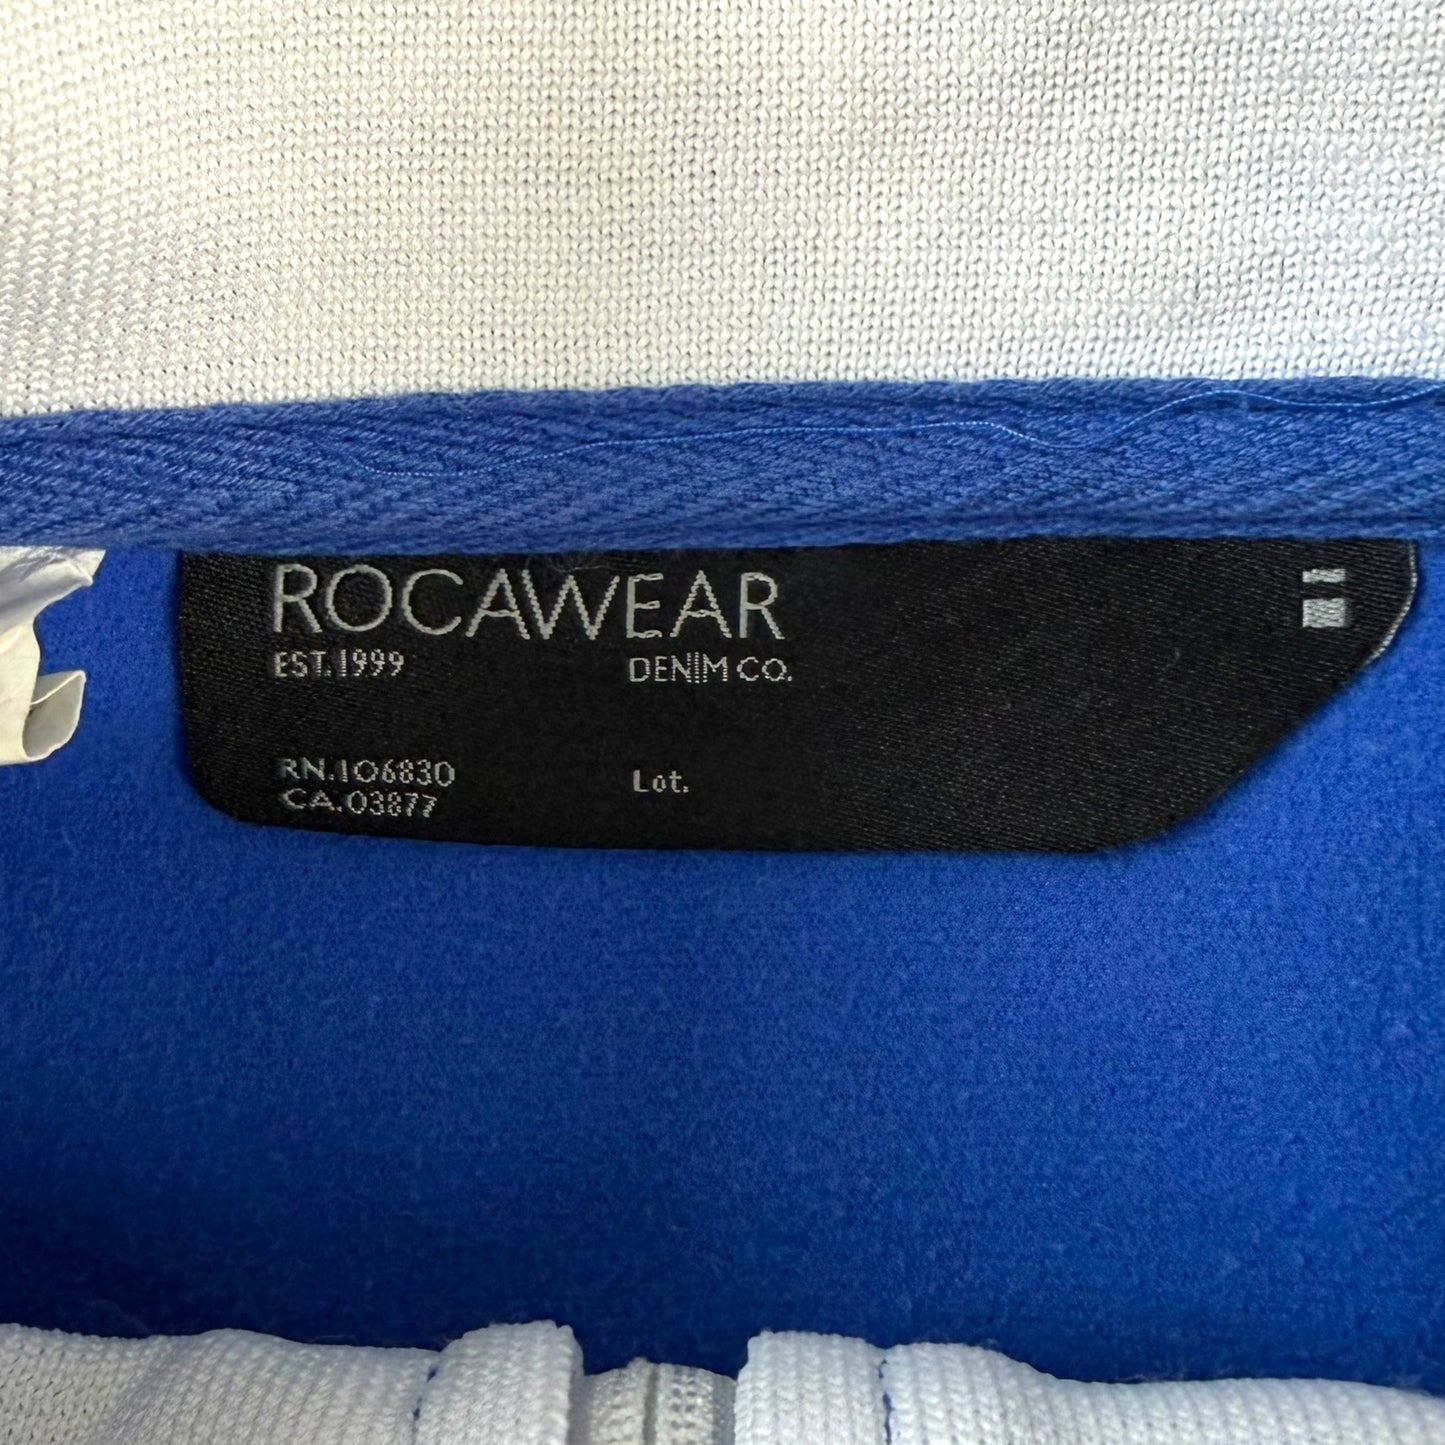 ROCAWEAR
EST.1999 DENIM CO.
RN.106830 Lot.
CA.03877